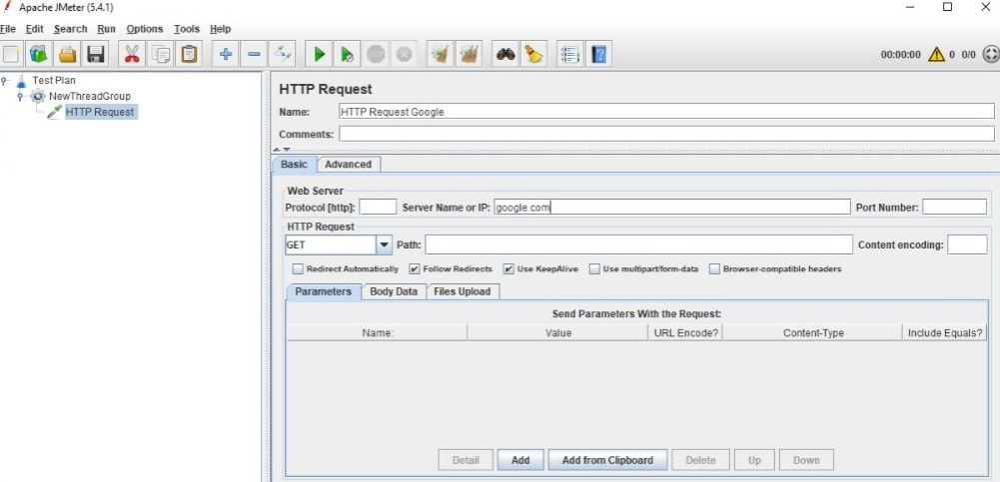 Apache JMeter (5.4.1)
File Edit Search Run Options Tools Help
00:00:00 0 0/0
Test Plan
NewThreadGroup
HTTP Request
HTTP Request
Name: HTTP Request Google
Comments:
Basic Advanced
Web Server
Protocol [http]: Server Name or IP: google.com Port Number:
HTTP Request
GET Path: Content encoding:
Redirect Automatically Follow Redirects Use KeepAlive Use multipart/form-data Browser-compatible headers
Parameters Body Data Files Upload
Send Parameters With the Request:
Name: Value URL Encode? Content-Type Include Equals?
Detail Add Add from Clipboard Delete Up Down